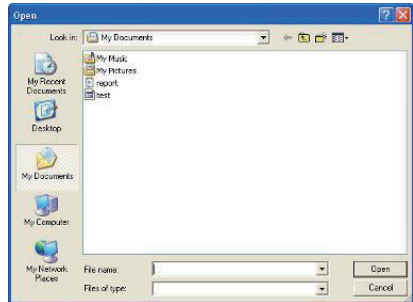 Open
Look in:
My Documents
My Music
My Pictures
report
test
My Recent
Documents
Desktop
My Documents
My Computer
My Network
Places
File name:
Open
Files of type:
Cancel